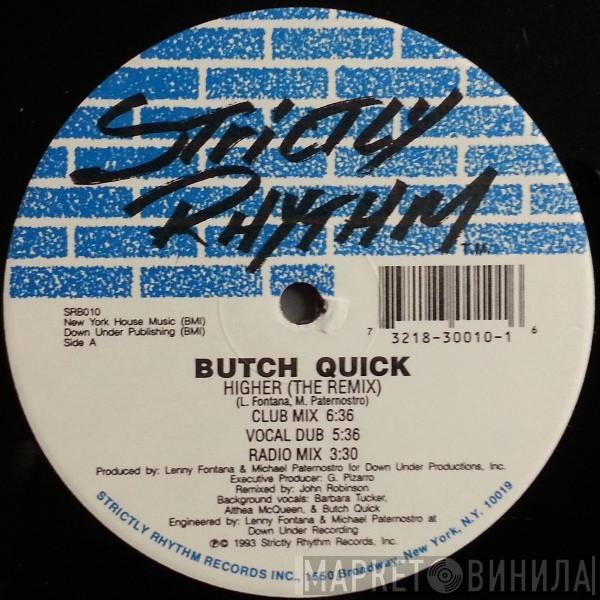 STRICTLY
RHYTHM
T.M.
SRB010
New York House Music (BMI)
Down Under Publishing (BMI)
Side A
7 3218-30010-1 6
BUTCH QUICK
HIGHER (THE REMIX)
(L. Fontana, M. Paternostro)
CLUB MIX 6:36
VOCAL DUB 5:36
RADIO MIX 3:30
Produced by: Lenny Fontana & Michael Paternostro for Down Under Productions, Inc.
Executive Producer: G. Pizarro
Remixed by: John Robinson
Background vocals: Barbara Tucker,
Althea McQueen, & Butch Quick
Engineered by: Lenny Fontana & Michael Paternostro at
Down Under Recording
℗© 1993 Strictly Rhythm Records, Inc.
STRICTLY RHYTHM RECORDS INC., 1650 Broadway, New York, N.Y. 10019
МАРКЕТ ВИНИЛА